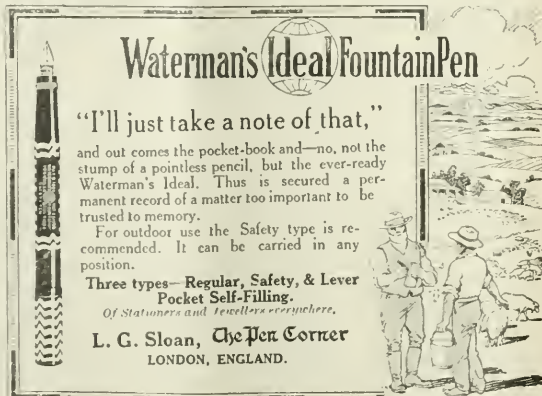 Waterman's Ideal FountainPen
"I'll just take a note of that,"
and out comes the pocket-book and—no, not the
stump of a pointless pencil, but the ever-ready
Waterman's Ideal. Thus is secured a per-
manent record of a matter too important to be
trusted to memory.
For outdoor use the Safety type is re-
commended. It can be carried in any
position.
Three types—Regular, Safety, & Lever
Pocket Self-Filling.
Of Stationers and Jewellers everywhere.
L. G. Sloan, The Pen Corner
LONDON, ENGLAND.